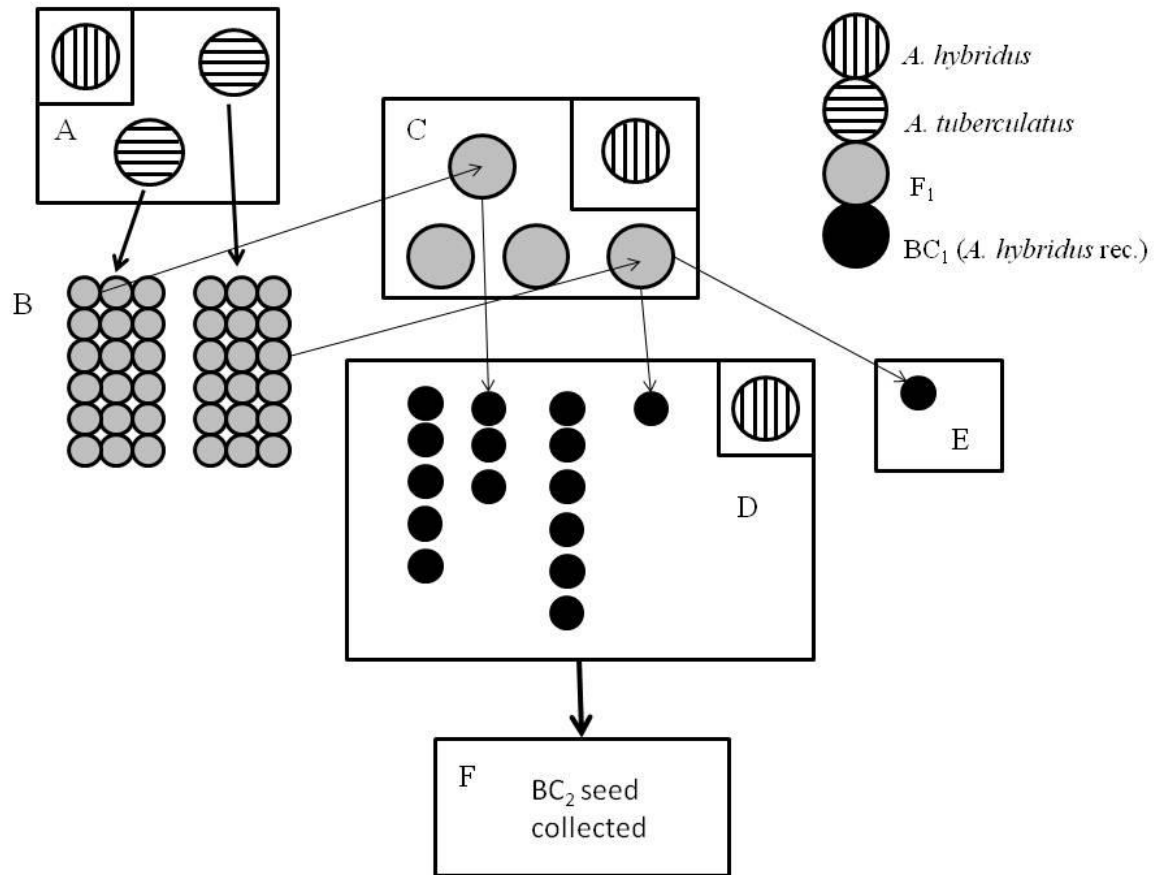 A
B
C
D
E
F
BC₂ seed
collected
A. hybridus
A. tuberculatus
F₁
BC₁ (A. hybridus rec.)